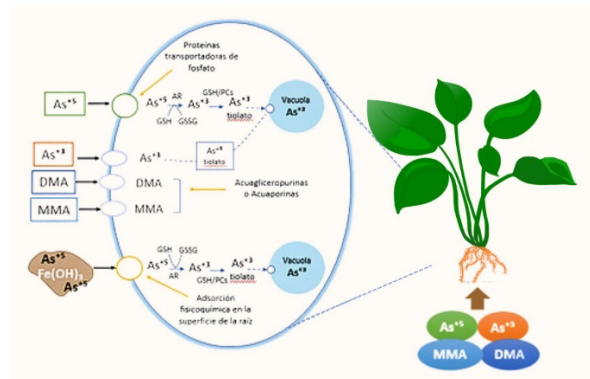 Proteínas
transportadoras de
fosfato
As+5
As+5 AR As+3 GSH/PCs As+3
tiolato
GSH GSSG
Vacuola
As+3
As+3
As+3
As+3
tiolato
DMA
DMA
Acuagliceropurinas
o Acuaporinas
MMA
MMA
As+5
Fe(OH)3
As+5
GSH GSSG
As+5 AR As+3 GSH/PCs As+3
tiolato
Vacuola
As+3
Adsorción
fisicoquímica en la
superficie de la raíz
As+5
As+3
MMA
DMA